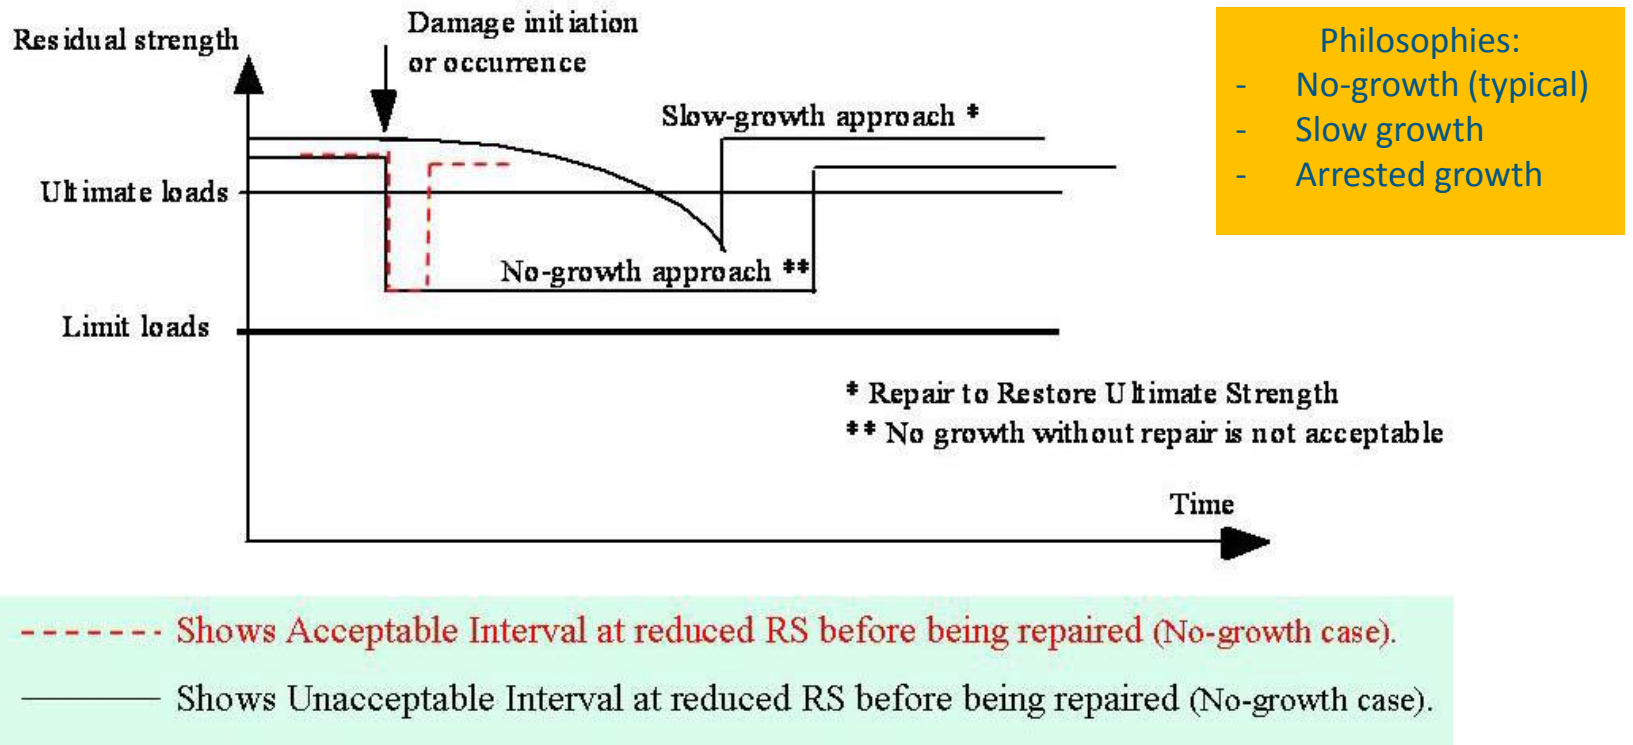 Residual strength
Damage initiation
or occurrence
Slow-growth approach *
Ultimate loads
No-growth approach **
Limit loads
* Repair to Restore Ultimate Strength
** No growth without repair is not acceptable
Time
Philosophies:
- No-growth (typical)
- Slow growth
- Arrested growth
------- Shows Acceptable Interval at reduced RS before being repaired (No-growth case).
Shows Unacceptable Interval at reduced RS before being repaired (No-growth case).